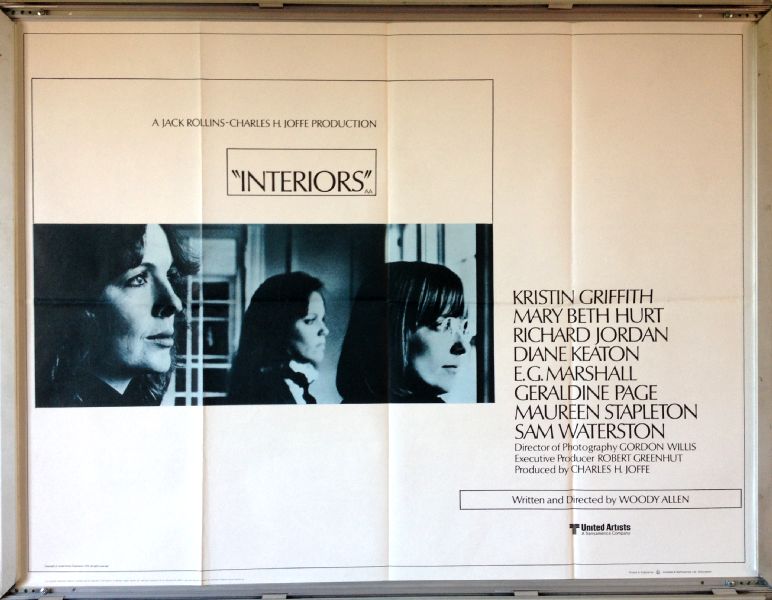 A JACK ROLLINS-CHARLES H. JOFFE PRODUCTION
"INTERIORS"
AA
KRISTIN GRIFFITH
MARY BETH HURT
RICHARD JORDAN
DIANE KEATON
E.G. MARSHALL
GERALDINE PAGE
MAUREEN STAPLETON
SAM WATERSTON
Director of Photography GORDON WILLIS
Executive Producer ROBERT GREENHUT
Produced by CHARLES H. JOFFE
Written and Directed by WOODY ALLEN
United Artists
A Transamerica Company